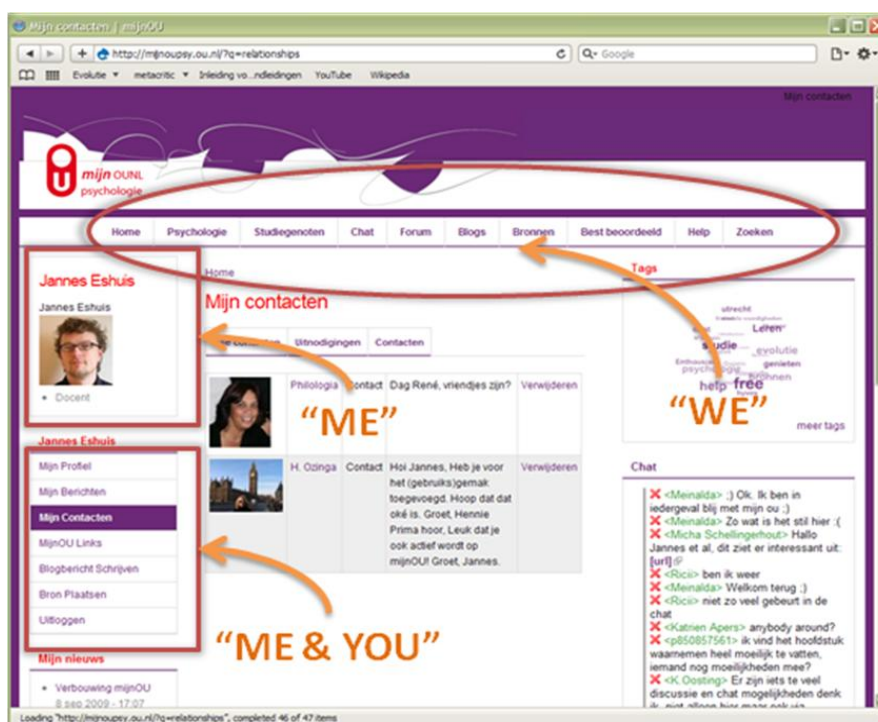 Mijn contacten | mijnOU
http://mijnoupsy.ou.nl/?q=relationships
Google
Evolutie
metacritic
Inleiding vo...ndleidingen
YouTube
Wikipedia
Mijn contacten
mijn OUNL
psychologie
Home
Psychologie
Studiegenoten
Chat
Forum
Blogs
Bronnen
Best beoordeeld
Help
Zoeken
Jannes Eshuis
Jannes Eshuis
Docent
Jannes Eshuis
Mijn Profiel
Mijn Berichten
Mijn Contacten
MijnOU Links
Blogbericht Schrijven
Bron Plaatsen
Uitloggen
Mijn nieuws
Verbouwing mijnOU
8 sep 2009 - 17:07
Home
Mijn contacten
Uitnodigingen
Contacten
Philologia
Contact
Dag René, vriendjes zijn?
Verwijderen
H. Ozinga
Contact
Hoi Jannes, Heb je voor
het (gebruiks)gemak
toegevoegd. Hoop dat dat
oké is. Groet, Hennie
Prima hoor, Leuk dat je
ook actief wordt op
mijnOU! Groet, Jannes.
Verwijderen
"ME"
"ME & YOU"
"WE"
Tags
utrecht
Leren
studie
evolutie
genieten
psychologie
bronnen
help
free
meer tags
Chat
<Meinalda> ;) Ok. Ik ben in
iedergeval blij met mijn ou ;)
<Meinalda> Zo wat is het stil hier :(
<Micha Schellingerhout> Hallo
Jannes et al, dit ziet er interessant uit:
[url]
<Ricii> ben ik weer
<Meinalda> Welkom terug ;)
<Ricii> niet zo veel gebeurt in de
chat
<Katrien Apers> anybody around?
<p850857561> ik vind het hoofdstuk
waarnemen heel moeilijk te vatten,
iemand nog moeilijkheden mee?
<K.Oosting> Er zijn iets te veel
discussie en chat mogelijkheden denk
ik, niet alleen hier maar ook via
Loading "http://mijnoupsy.ou.nl/?q=relationships", completed 46 of 47 items